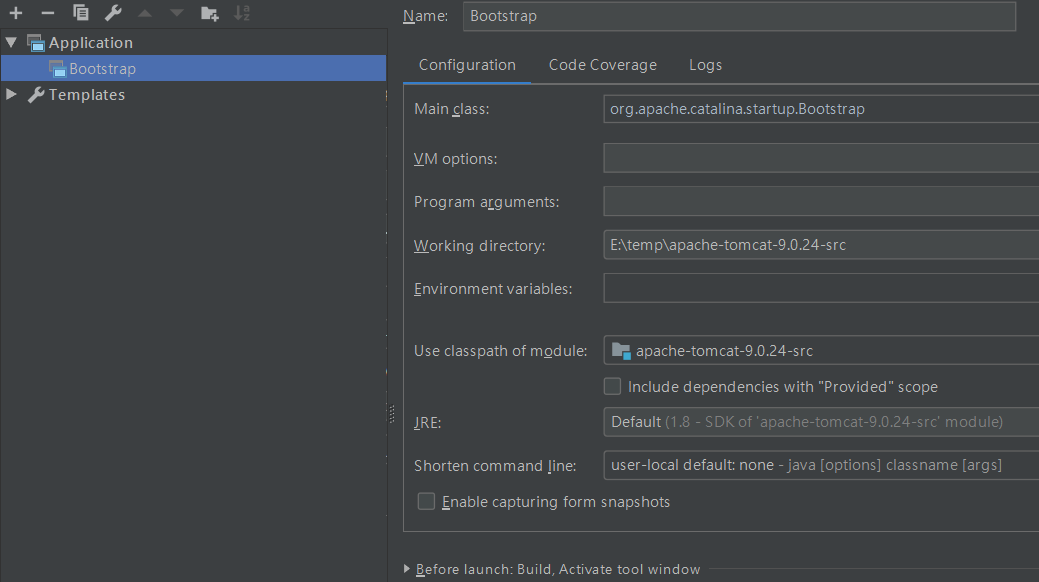 Name: Bootstrap
Application
Bootstrap
Templates
Configuration Code Coverage Logs
Main class: org.apache.catalina.startup.Bootstrap
VM options:
Program arguments:
Working directory: E:\temp\apache-tomcat-9.0.24-src
Environment variables:
Use classpath of module: apache-tomcat-9.0.24-src
Include dependencies with "Provided" scope
JRE: Default (1.8 - SDK of 'apache-tomcat-9.0.24-src' module)
Shorten command line: user-local default: none - java [options] classname [args]
Enable capturing form snapshots
Before launch: Build, Activate tool window